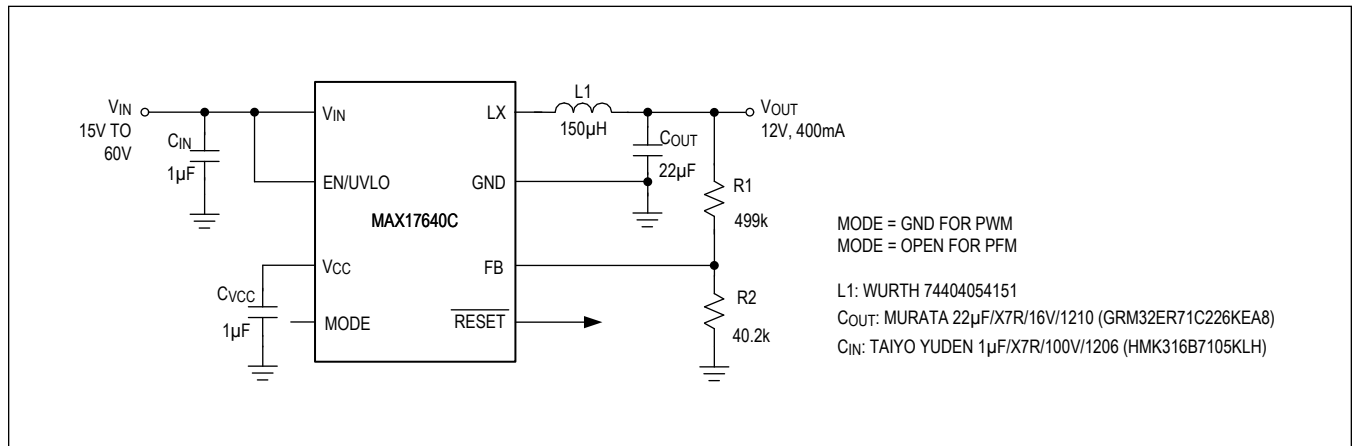 VIN
15V TO
60V
CIN
1µF
VIN
EN/UVLO
MAX17640C
VCC
CVCC
1µF
MODE
LX
GND
FB
RESET
L1
150µH
COUT
22µF
VOUT
12V, 400mA
R1
499k
R2
40.2k
MODE = GND FOR PWM
MODE = OPEN FOR PFM
L1: WURTH 74404054151
COUT: MURATA 22µF/X7R/16V/1210 (GRM32ER71C226KEA8)
CIN: TAIYO YUDEN 1µF/X7R/100V/1206 (HMK316B7105KLH)